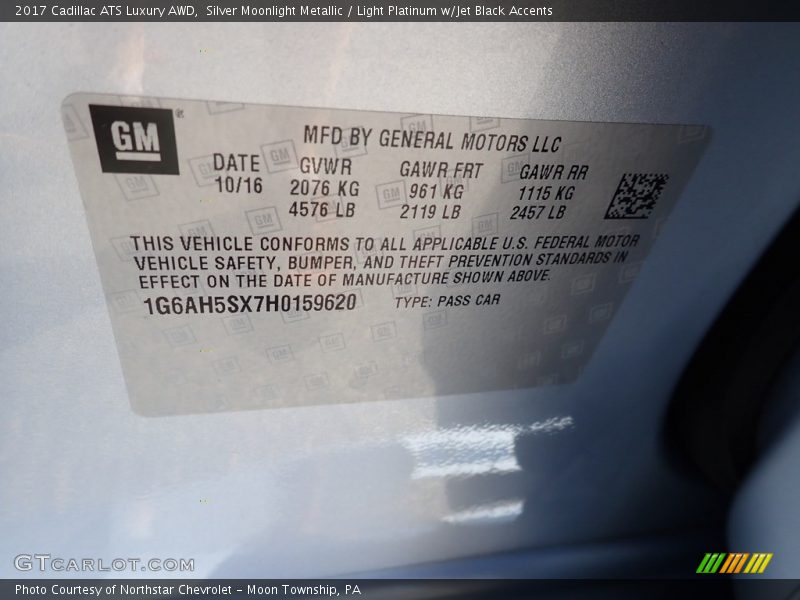 2017 Cadillac ATS Luxury AWD,  Silver Moonlight Metallic / Light Platinum w/Jet Black Accents
GM ®
MFD BY GENERAL MOTORS LLC
DATE GVWR GAWR FRT GAWR RR
10/16 2076 KG 961 KG 1115 KG
4576 LB 2119 LB 2457 LB
THIS VEHICLE CONFORMS TO ALL APPLICABLE U.S. FEDERAL MOTOR
VEHICLE SAFETY, BUMPER, AND THEFT PREVENTION STANDARDS IN
EFFECT ON THE DATE OF MANUFACTURE SHOWN ABOVE.
1G6AH5SX7H0159620 TYPE: PASS CAR
GTCARLOT.COM
Photo Courtesy of Northstar Chevrolet – Moon Township, PA